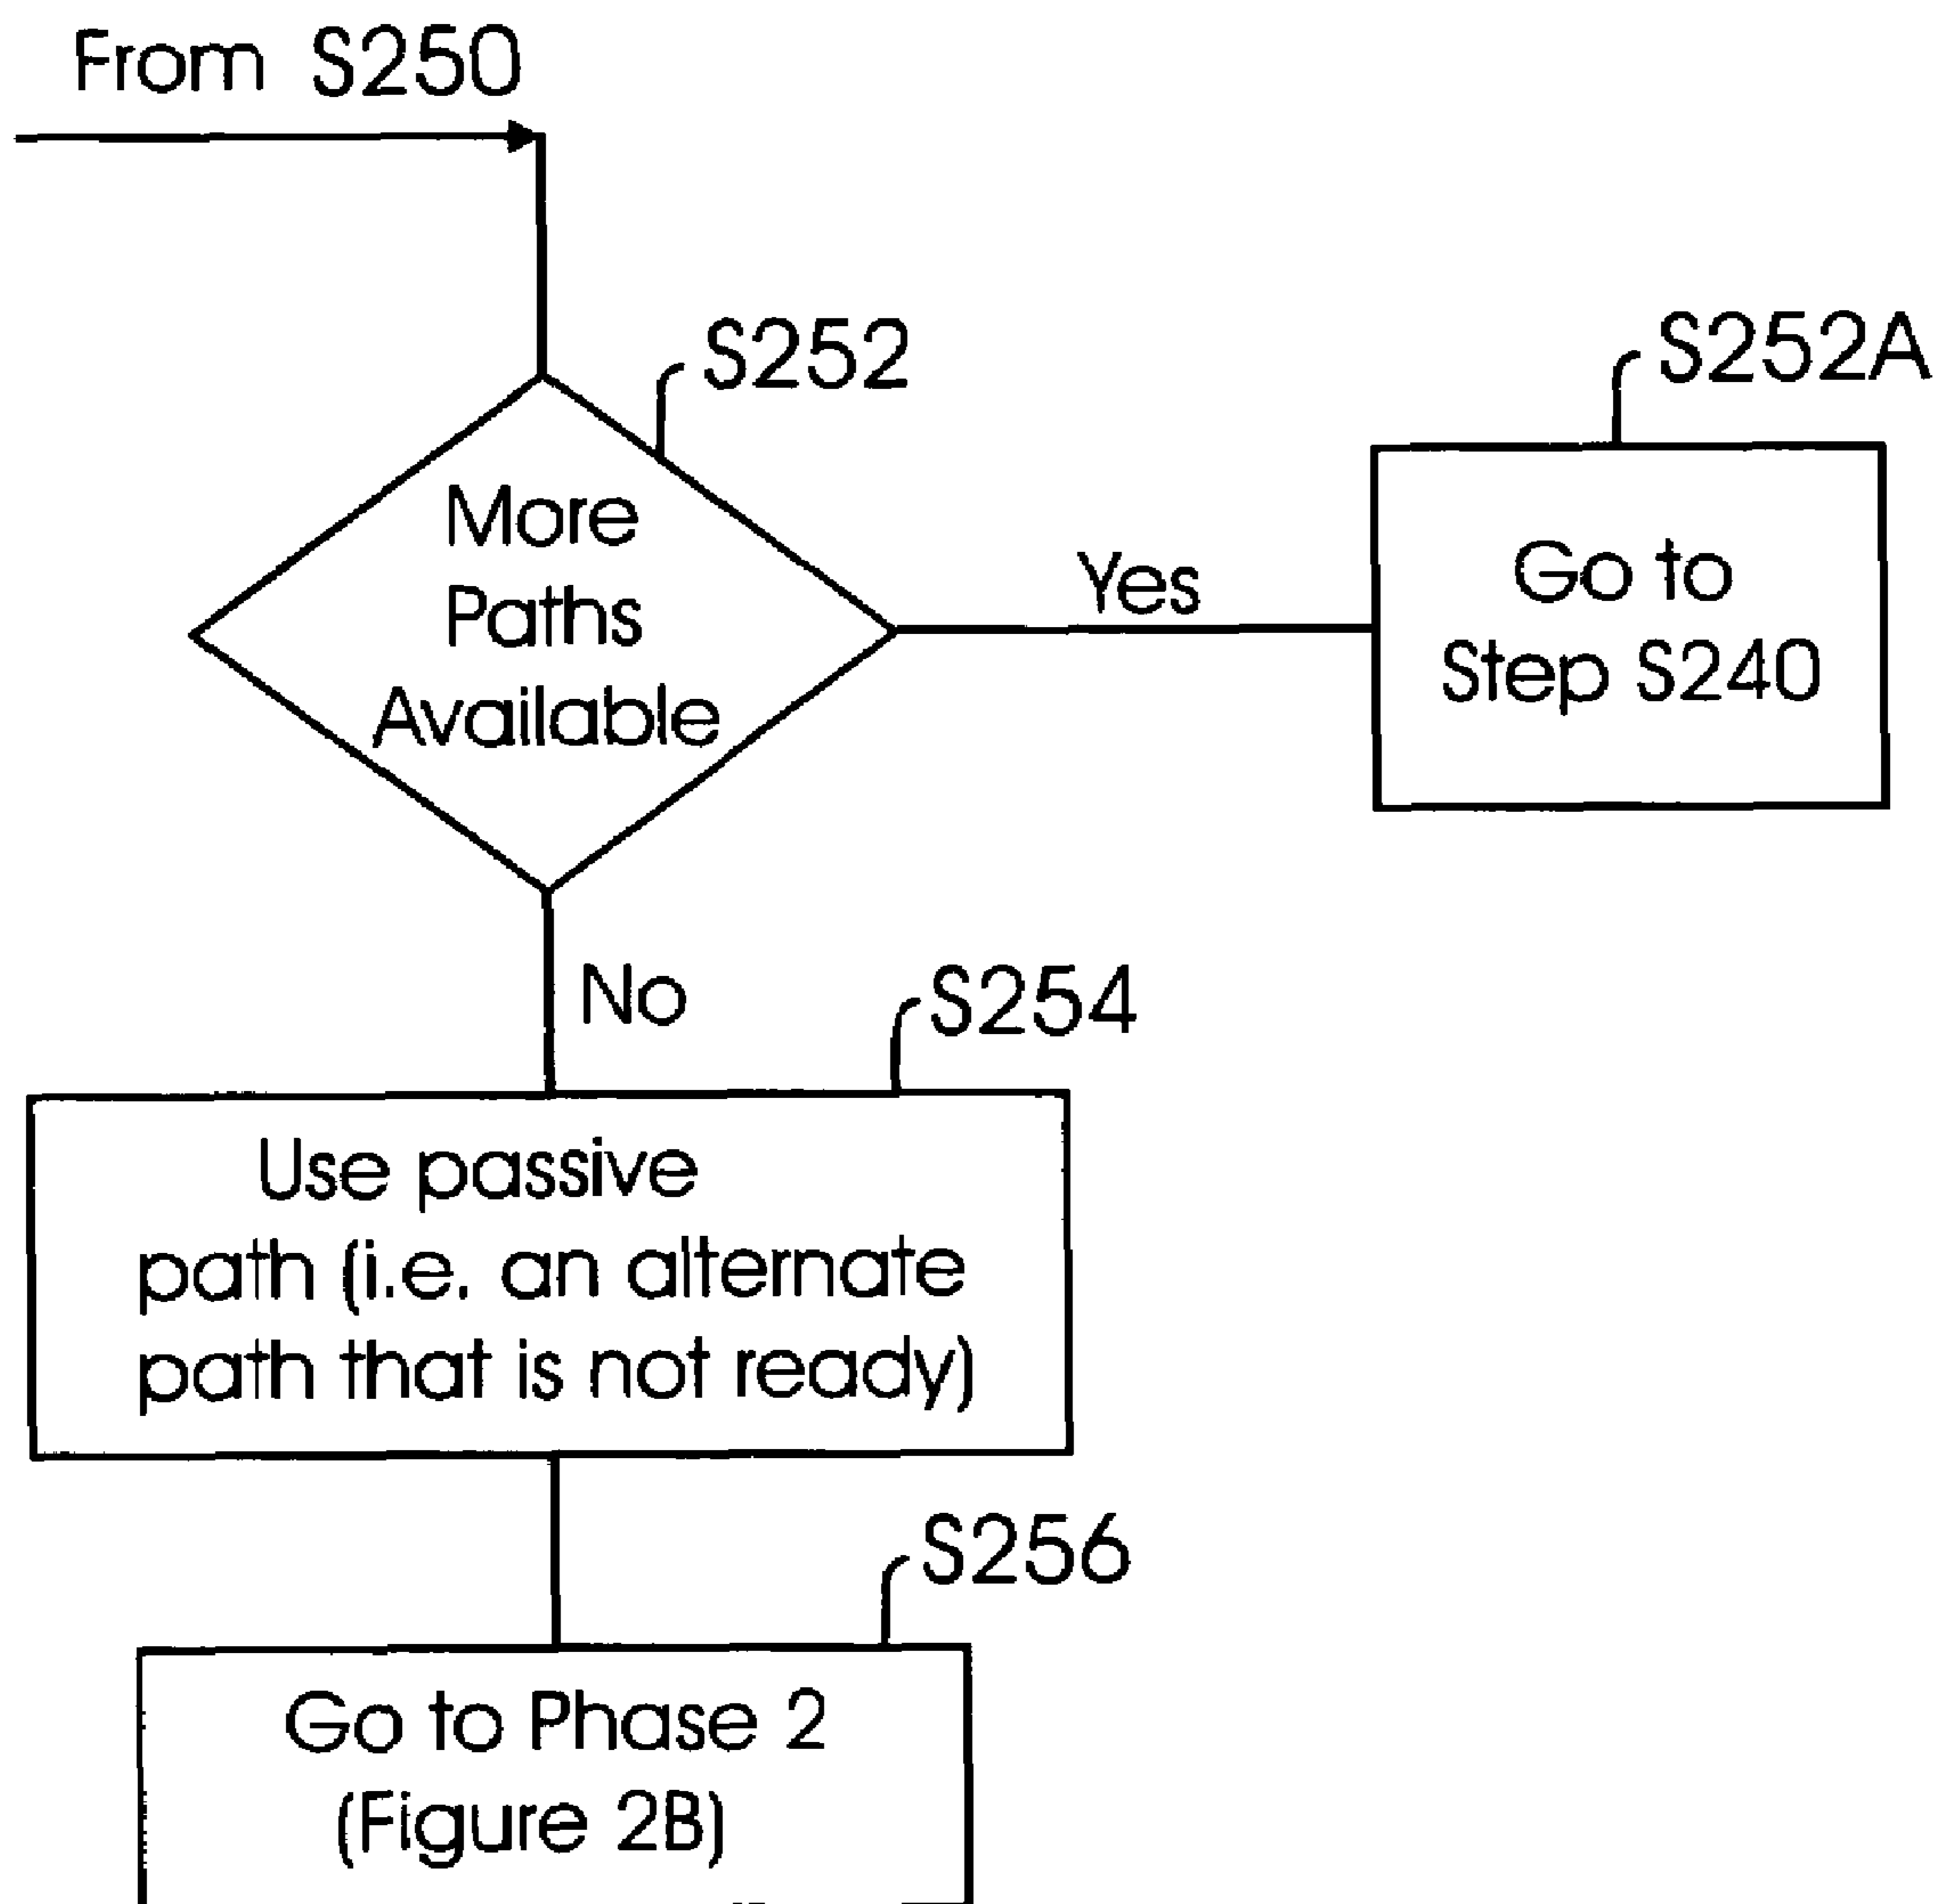 From S250
S252
S252A
More
Paths
Available
Yes
Go to
Step S240
No
S254
Use passive
path (i.e. an alternate
path that is not ready)
S256
Go to Phase 2
(Figure 2B)